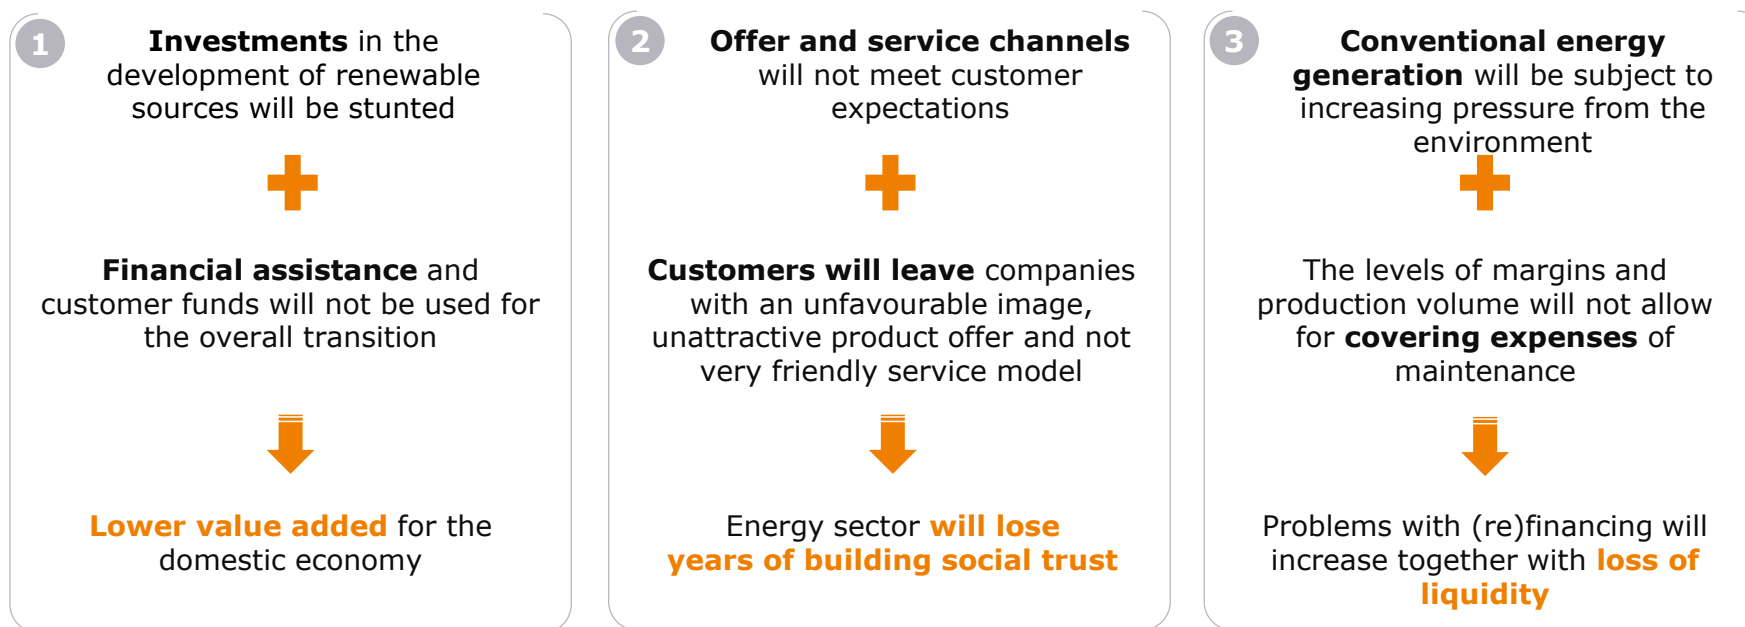 1
Investments in the
development of renewable
sources will be stunted
Financial assistance and
customer funds will not be used for
the overall transition
Lower value added for the
domestic economy
2
Offer and service channels
will not meet customer
expectations
Customers will leave companies
with an unfavourable image,
unattractive product offer and not
very friendly service model
Energy sector will lose
years of building social trust
3
Conventional energy
generation will be subject to
increasing pressure from the
environment
The levels of margins and
production volume will not allow
for covering expenses of
maintenance
Problems with (re)financing will
increase together with loss of
liquidity